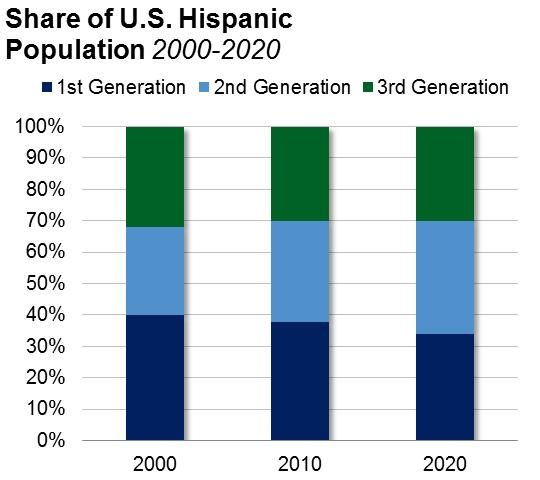 Share of U.S. Hispanic
Population 2000-2020
1st Generation 2nd Generation 3rd Generation
100%
90%
80%
70%
60%
50%
40%
30%
20%
10%
0%
2000 2010 2020